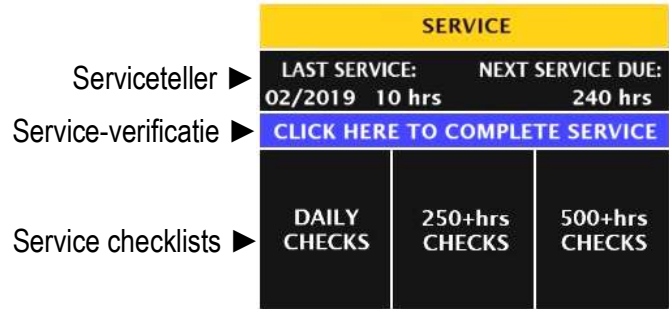 SERVICE
Serviceteller ►
LAST SERVICE: NEXT SERVICE DUE:
02/2019 10 hrs 240 hrs
Service-verificatie ► CLICK HERE TO COMPLETE SERVICE
Service checklists ►
DAILY CHECKS
250+hrs CHECKS
500+hrs CHECKS